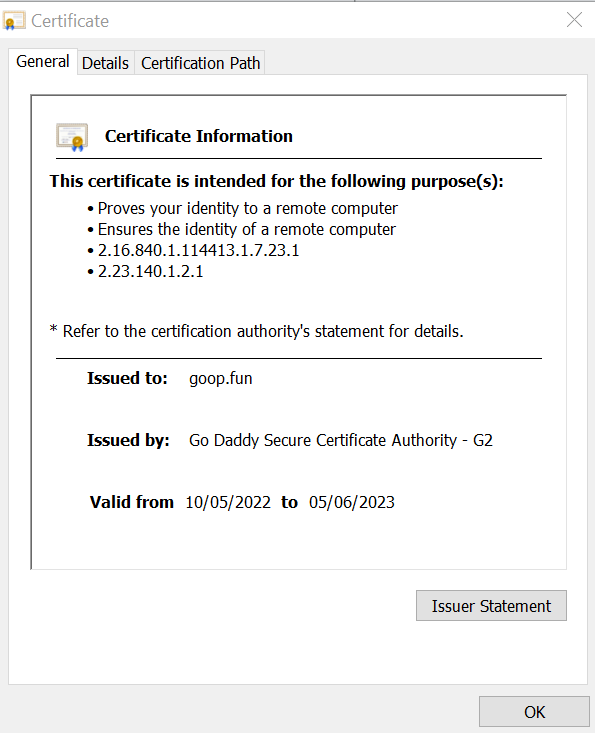 Certificate
General Details Certification Path
Certificate Information
This certificate is intended for the following purpose(s):
• Proves your identity to a remote computer
• Ensures the identity of a remote computer
• 2.16.840.1.114413.1.7.23.1
• 2.23.140.1.2.1
* Refer to the certification authority's statement for details.
Issued to: goop.fun
Issued by: Go Daddy Secure Certificate Authority - G2
Valid from 10/05/2022 to 05/06/2023
Issuer Statement
OK